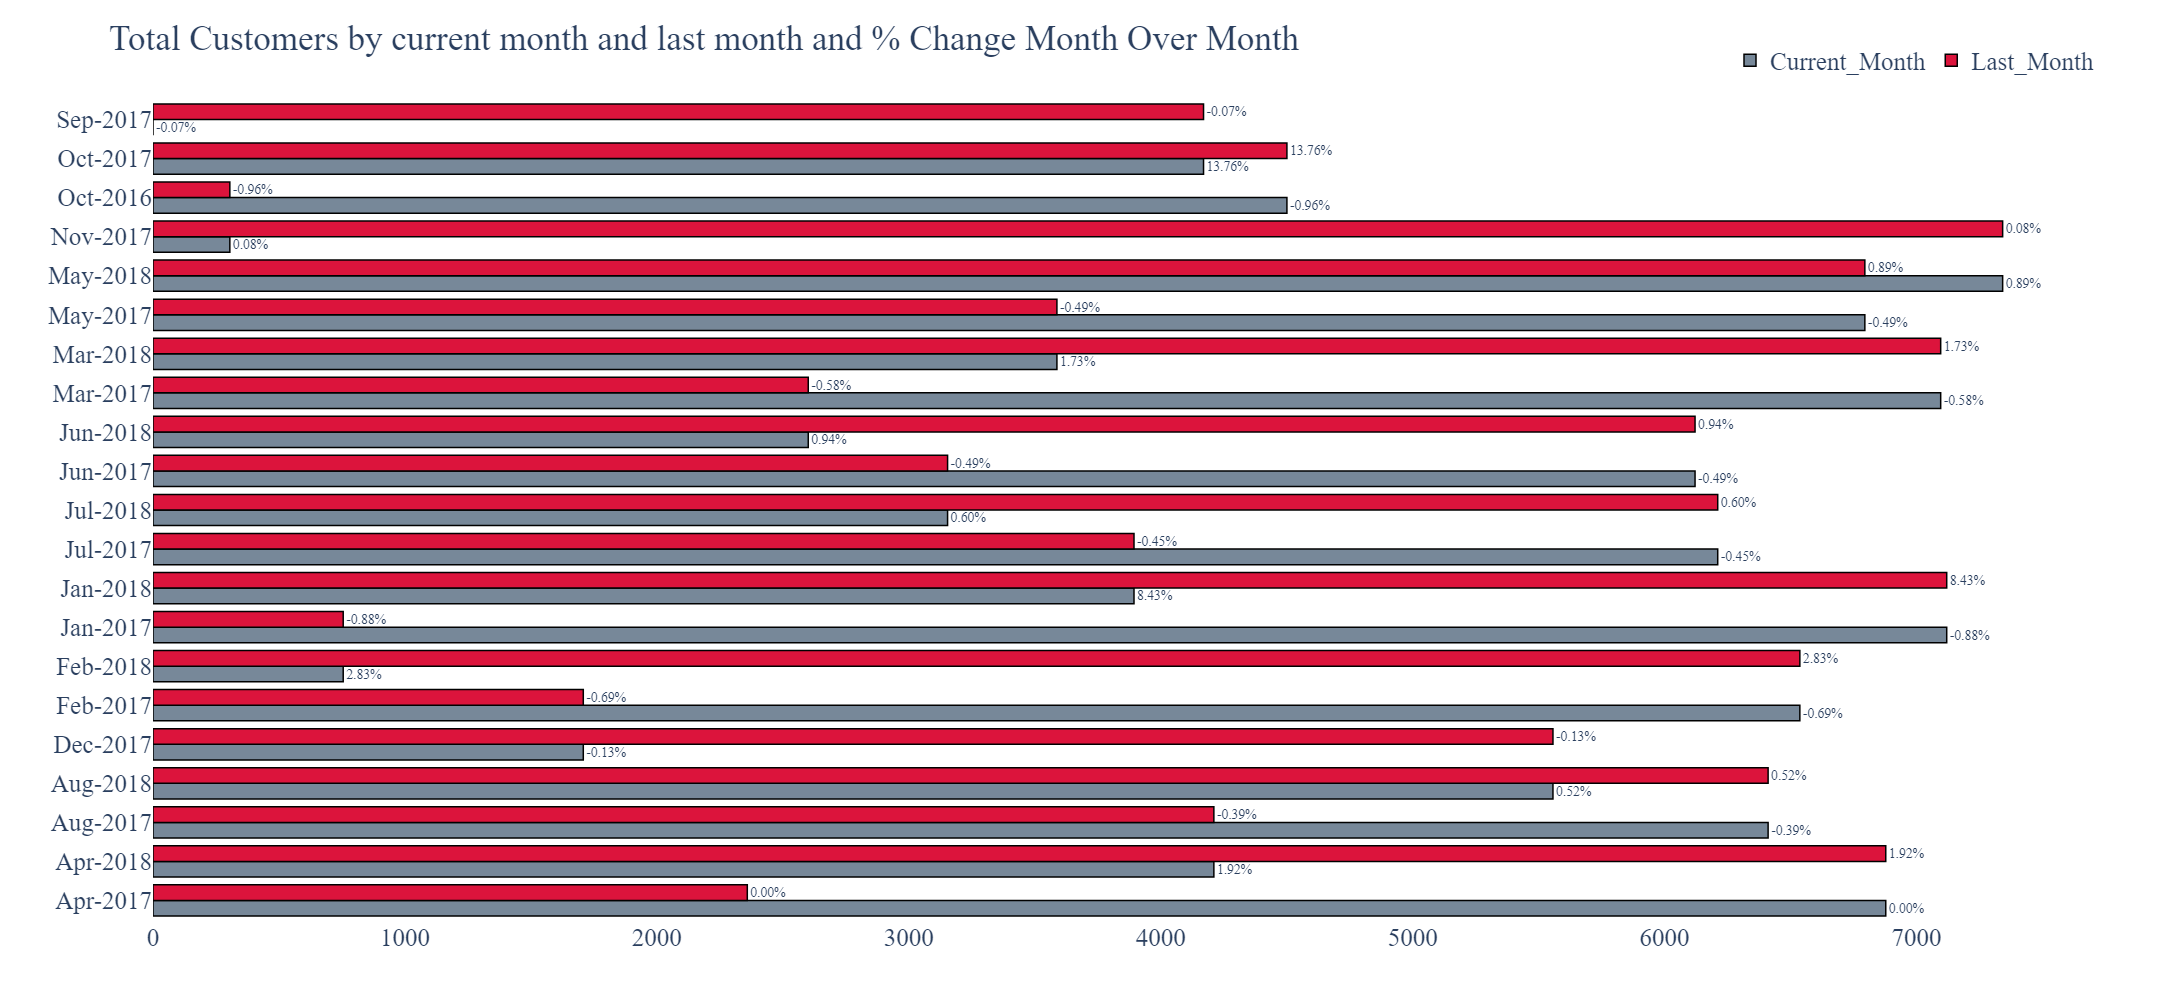 Total Customers by current month and last month and % Change Month Over Month
Current_Month Last_Month
-0.07%
Sep-2017
-0.07%
13.76%
Oct-2017
13.76%
-0.96%
Oct-2016
-0.96%
0.08%
Nov-2017
0.08%
0.89%
May-2018
0.89%
-0.49%
May-2017
-0.49%
1.73%
Mar-2018
1.73%
-0.58%
Mar-2017
-0.58%
0.94%
Jun-2018
0.94%
-0.49%
Jun-2017
-0.49%
0.60%
Jul-2018
0.60%
-0.45%
Jul-2017
-0.45%
8.43%
Jan-2018
8.43%
-0.88%
Jan-2017
-0.88%
2.83%
Feb-2018
2.83%
-0.69%
Feb-2017
-0.69%
-0.13%
Dec-2017
-0.13%
0.52%
Aug-2018
0.52%
-0.39%
Aug-2017
-0.39%
1.92%
Apr-2018
1.92%
0.00%
Apr-2017
0.00%
0 1000 2000 3000 4000 5000 6000 7000